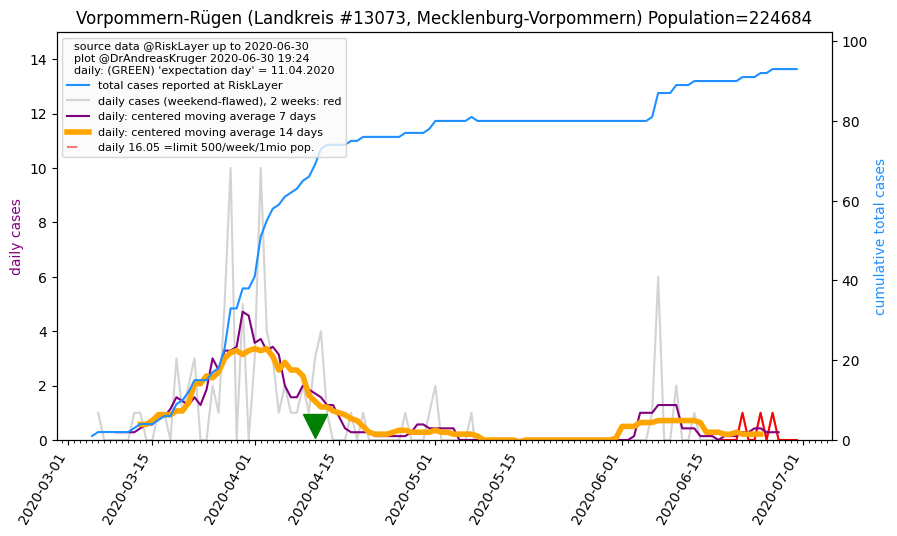 Vorpommern-Rügen (Landkreis #13073, Mecklenburg-Vorpommern) Population=224684
source data @RiskLayer up to 2020-06-30
plot @DrAndreasKruger 2020-06-30 19:24
daily: (GREEN) 'expectation day' = 11.04.2020
total cases reported at RiskLayer
daily cases (weekend-flawed), 2 weeks: red
daily: centered moving average 7 days
daily: centered moving average 14 days
daily 16.05 =limit 500/week/1mio pop.
daily cases
14
12
10
8
6
4
2
0
100
80
60
40
20
0
cumulative total cases
2020-03-01
2020-03-15
2020-04-01
2020-04-15
2020-05-01
2020-05-15
2020-06-01
2020-06-15
2020-07-01